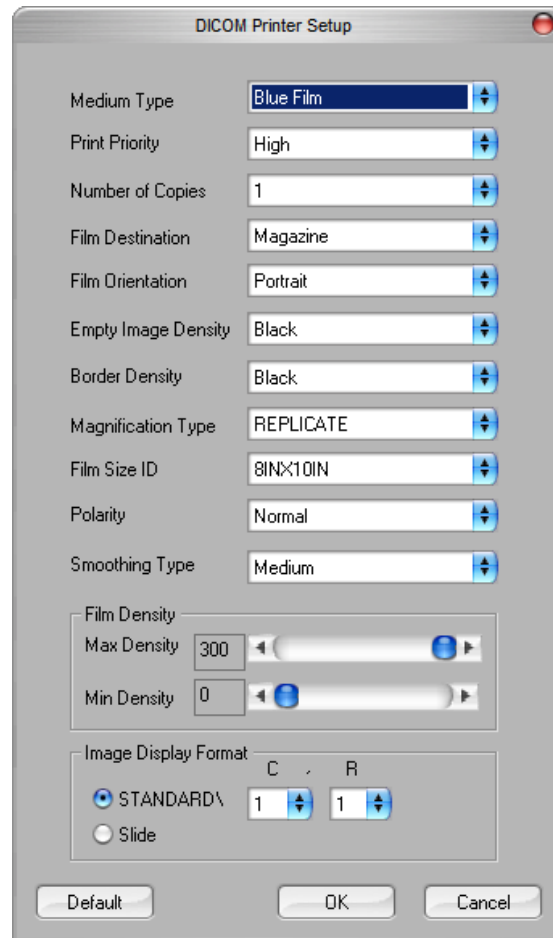 DICOM Printer Setup
Medium Type Blue Film
Print Priority High
Number of Copies 1
Film Destination Magazine
Film Orientation Portrait
Empty Image Density Black
Border Density Black
Magnification Type REPLICATE
Film Size ID 8INX10IN
Polarity Normal
Smoothing Type Medium
Film Density
Max Density 300
Min Density 0
Image Display Format
C , R
STANDARD\ 1 1
Slide
Default OK Cancel